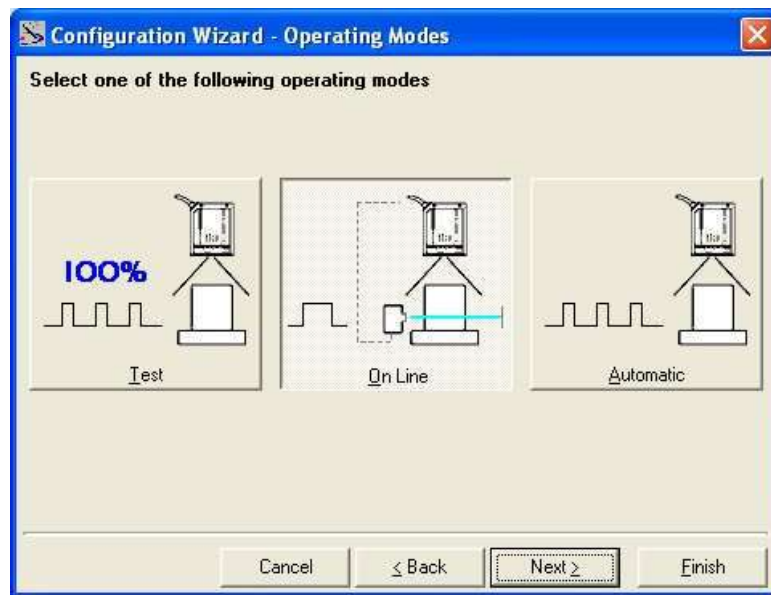 Configuration Wizard - Operating Modes
Select one of the following operating modes
100%
Test
On Line
Automatic
Cancel
< Back
Next >
Finish